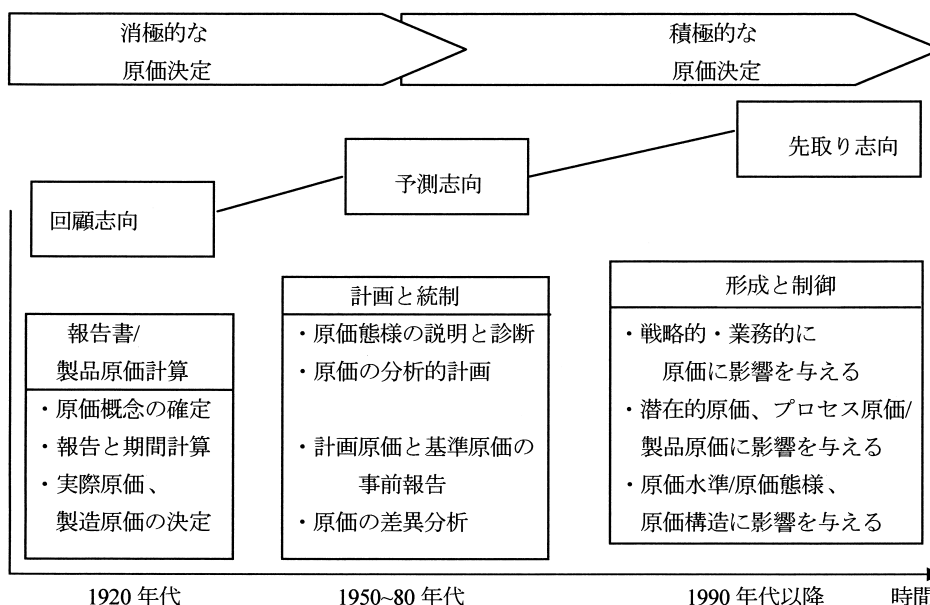 消極的な
原価決定
積極的な
原価決定
回顧志向
予測志向
先取り志向
報告書/
製品原価計算
・原価概念の確定
・報告と期間計算
・実際原価、
製造原価の決定
計画と統制
・原価態様の説明と診断
・原価の分析的計画
・計画原価と基準原価の
事前報告
・原価の差異分析
形成と制御
・戦略的・業務的に
原価に影響を与える
・潜在的原価、プロセス原価/
製品原価に影響を与える
・原価水準/原価態様、
原価構造に影響を与える
1920 年代
1950~80 年代
1990 年代以降
時間